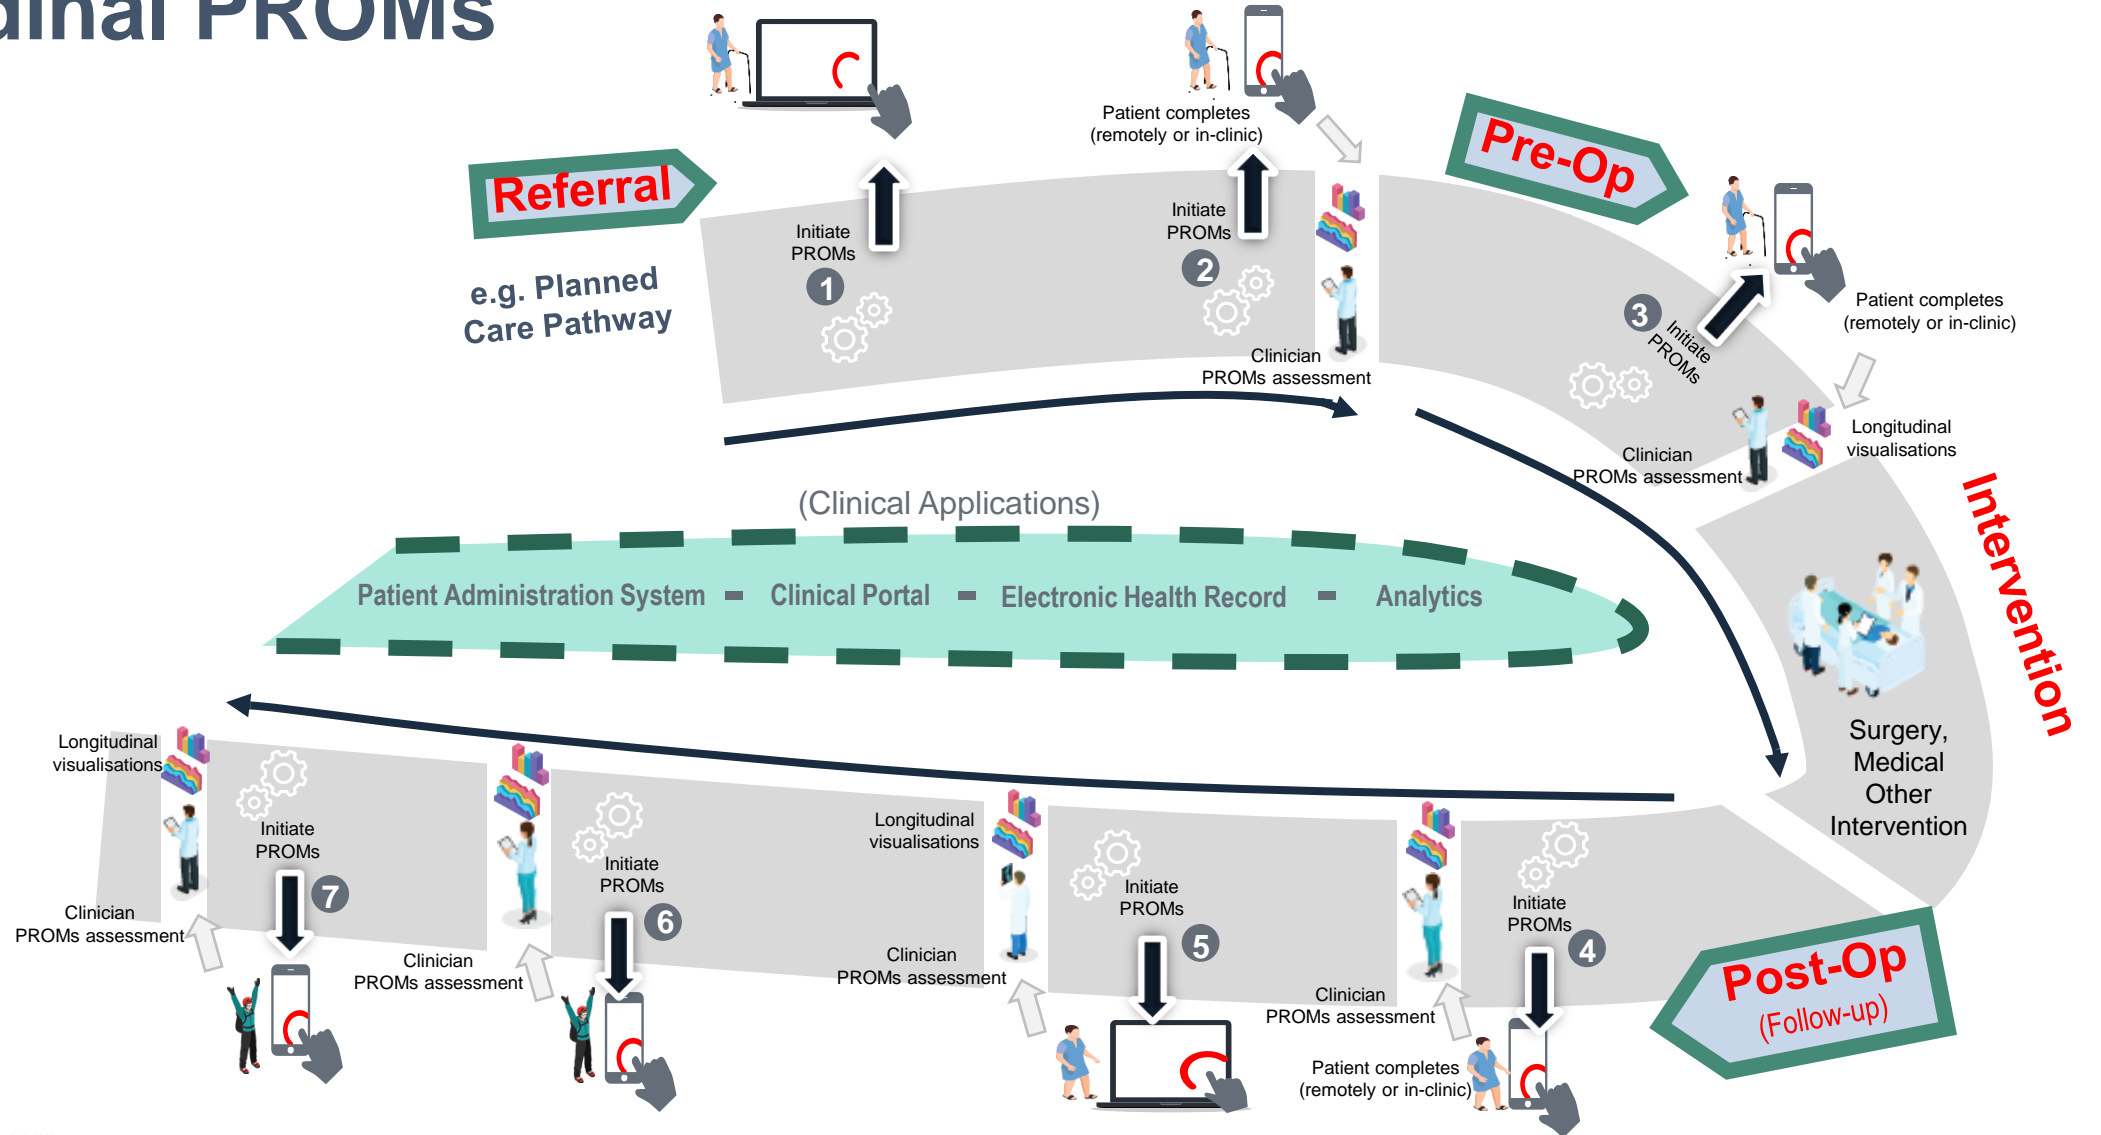 dinal PROMs
Referral
e.g. Planned
Care Pathway
Initiate
PROMs
1
Patient completes
(remotely or in-clinic)
Initiate
PROMs
2
Clinician
PROMs assessment
Pre-Op
3
Initiate
PROMs
Patient completes
(remotely or in-clinic)
Clinician
PROMs assessment
Longitudinal
visualisations
Intervention
Surgery,
Medical
Other
Intervention
(Clinical Applications)
Patient Administration System - Clinical Portal - Electronic Health Record - Analytics
Post-Op
(Follow-up)
Initiate
PROMs
4
Patient completes
(remotely or in-clinic)
Clinician
PROMs assessment
Initiate
PROMs
5
Longitudinal
visualisations
Clinician
PROMs assessment
Initiate
PROMs
6
Clinician
PROMs assessment
Initiate
PROMs
7
Longitudinal
visualisations
Clinician
PROMs assessment